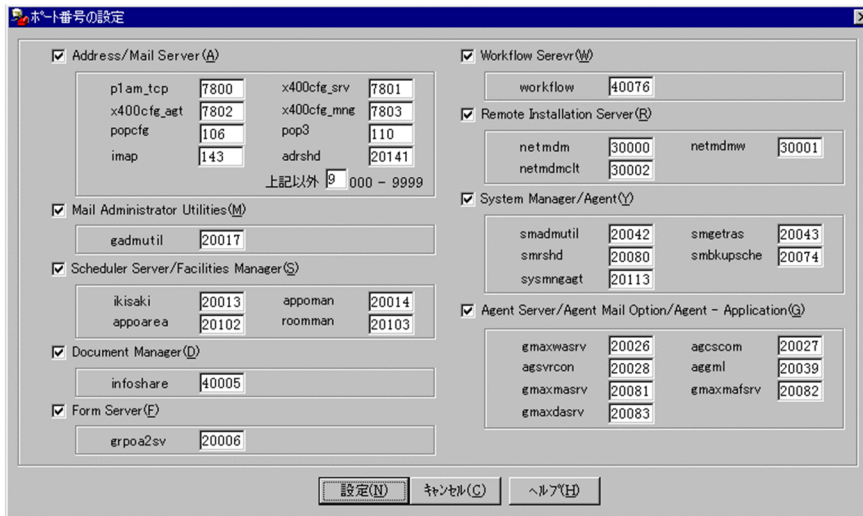 ポート番号の設定
Address/Mail Server(A)
p1am_tcp 7800 x400cfg_srv 7801
x400cfg_agt 7802 x400cfg_mng 7803
popcfg 106 pop3 110
imap 143 adrshd 20141
上記以外 9 000 - 9999
Mail Administrator Utilities(M)
gadmutil 20017
Scheduler Server/Facilities Manager(S)
ikisaki 20013 appoman 20014
appoarea 20102 roomman 20103
Document Manager(D)
infoshare 40005
Form Server(F)
grpoa2sv 20006
Workflow Serevr(W)
workflow 40076
Remote Installation Server(R)
netmdm 30000 netmdmw 30001
netmdmclt 30002
System Manager/Agent(Y)
smadmutil 20042 smgetras 20043
smrshd 20080 smbkupsche 20074
sysmngagt 20113
Agent Server/Agent Mail Option/Agent - Application(G)
gmaxwasrv 20026 agcscom 20027
agsvrcon 20028 aggml 20039
gmaxmasrv 20081 gmaxmafsrv 20082
gmaxdasrv 20083
設定(N) キャンセル(C) ヘルプ(H)